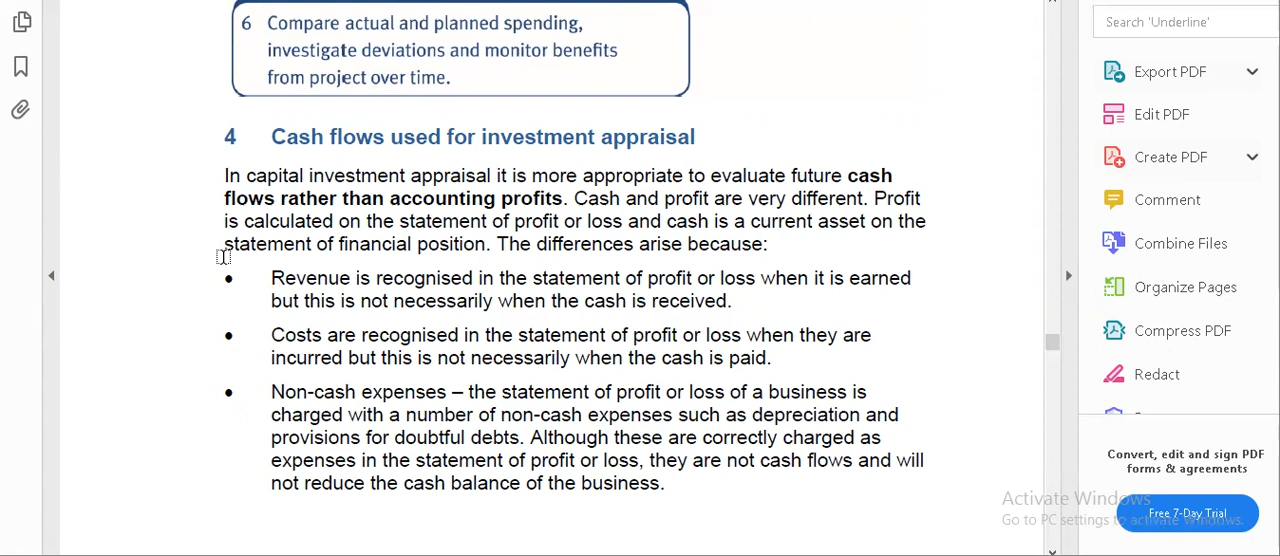 6 Compare actual and planned spending,
investigate deviations and monitor benefits
from project over time.
4 Cash flows used for investment appraisal
In capital investment appraisal it is more appropriate to evaluate future cash
flows rather than accounting profits. Cash and profit are very different. Profit
is calculated on the statement of profit or loss and cash is a current asset on the
statement of financial position. The differences arise because:
• Revenue is recognised in the statement of profit or loss when it is earned
but this is not necessarily when the cash is received.
• Costs are recognised in the statement of profit or loss when they are
incurred but this is not necessarily when the cash is paid.
• Non-cash expenses – the statement of profit or loss of a business is
charged with a number of non-cash expenses such as depreciation and
provisions for doubtful debts. Although these are correctly charged as
expenses in the statement of profit or loss, they are not cash flows and will
not reduce the cash balance of the business.
Search 'Underline'
Export PDF
Edit PDF
Create PDF
Comment
Combine Files
Organize Pages
Compress PDF
Redact
Convert, edit and sign PDF
forms & agreements
Free 7-Day Trial
Activate Windows
Go to PC settings to activate Windows.